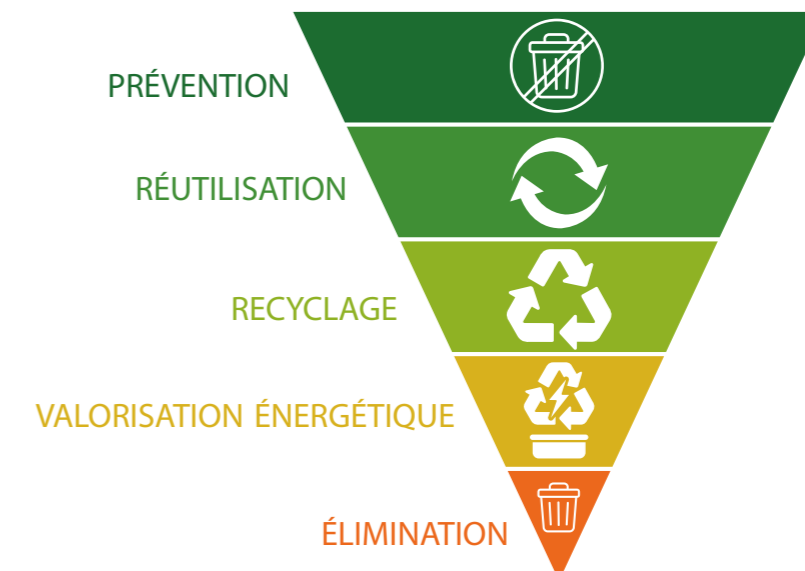 PRÉVENTION
RÉUTILISATION
RECYCLAGE
VALORISATION ÉNERGÉTIQUE
ÉLIMINATION